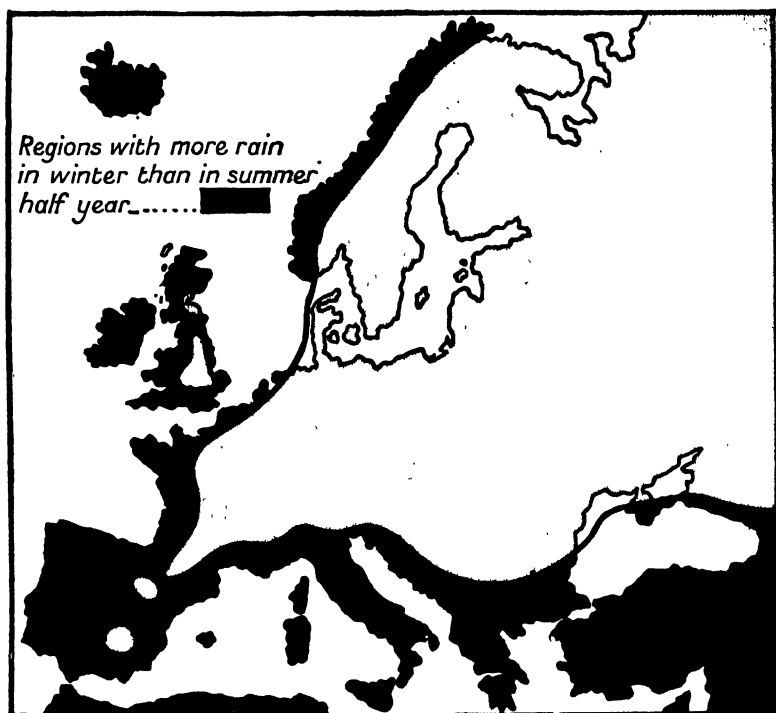 Regions with more rain
in winter than in summer
half year........